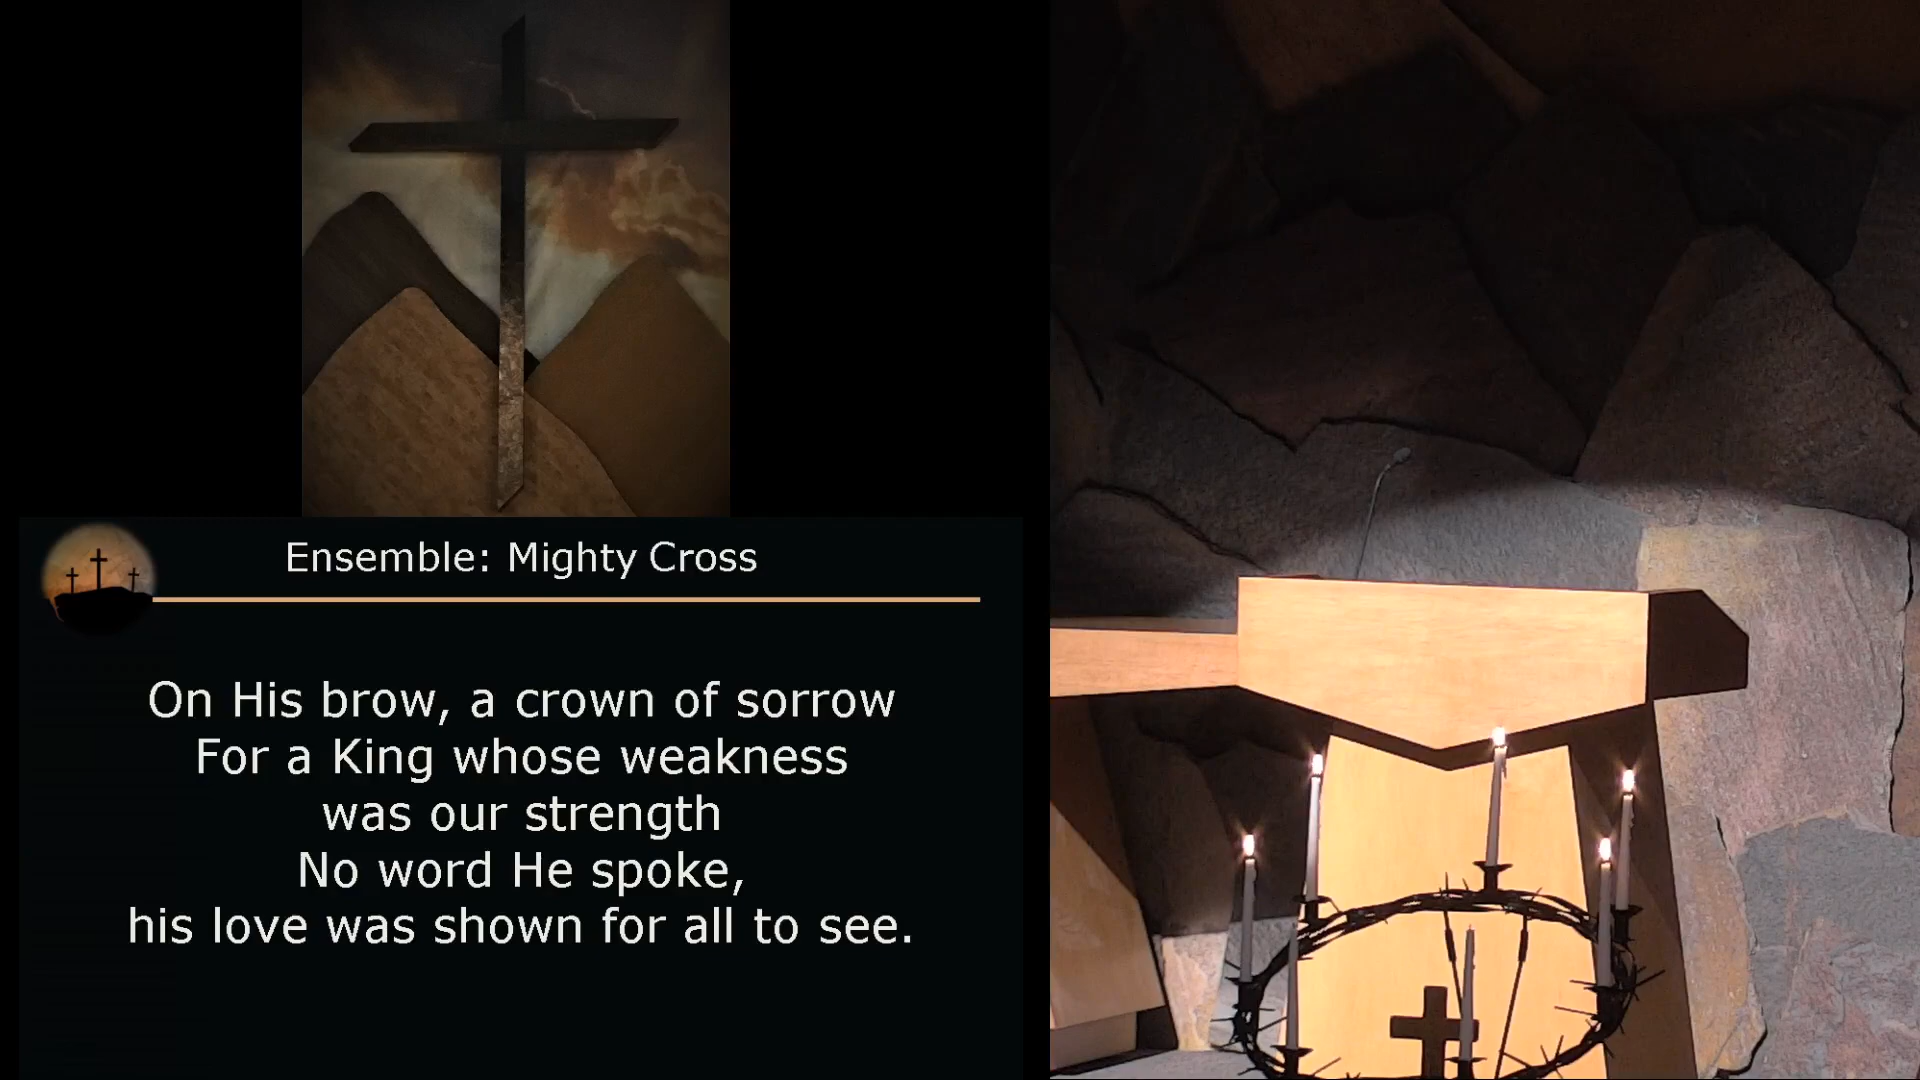 Ensemble: Mighty Cross
On His brow, a crown of sorrow
For a King whose weakness
was our strength
No word He spoke,
his love was shown for all to see.